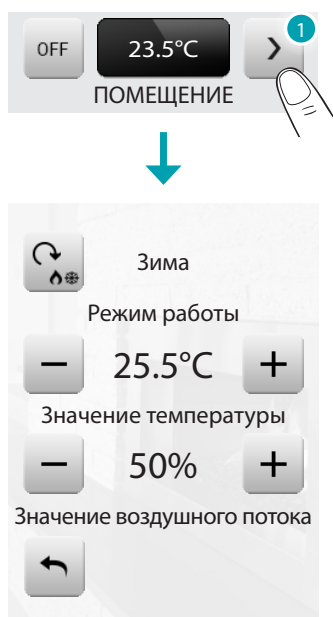 OFF 23.5°C > 1
ПОМЕЩЕНИЕ
Зима
Режим работы
− 25.5°C +
Значение температуры
− 50% +
Значение воздушного потока